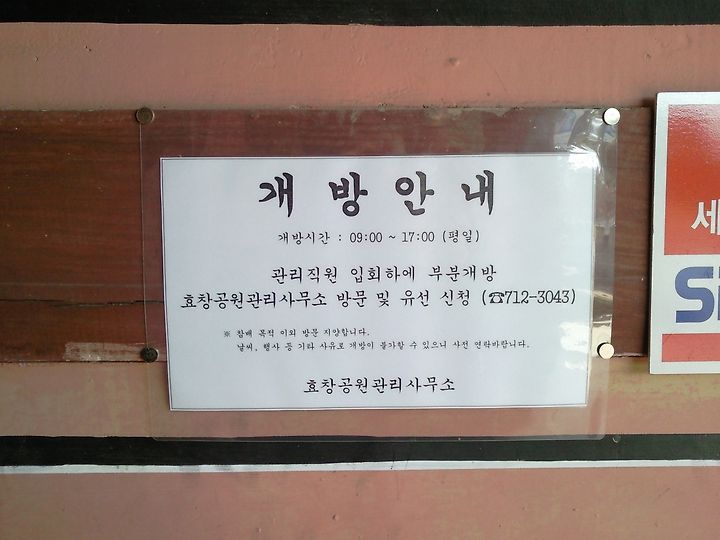 개 방 안 내
개방시간 : 09:00 ~ 17:00 (평일)
관리직원 입회하에 부분개방
효창공원관리사무소 방문 및 유선 신청 (☎712-3043)
※ 참배 목적 이외 방문 지양합니다.
날씨, 행사 등 기타 사유로 개방이 불가할 수 있으니 사전 연락바랍니다.
효창공원관리사무소
세
S